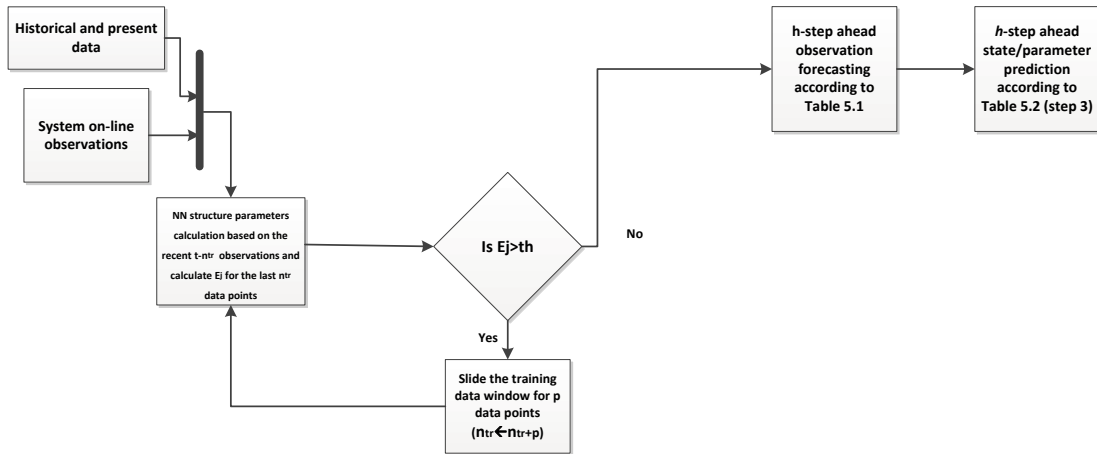 Historical and present
data
System on-line
observations
NN structure parameters
calculation based on the
recent t-ntr observations and
calculate Ej for the last ntr
data points
Is Ej>th
Yes
Slide the training
data window for p
data points
(ntr←ntr+p)
No
h-step ahead
observation
forecasting
according to
Table 5.1
h-step ahead
state/parameter
prediction
according to
Table 5.2 (step 3)